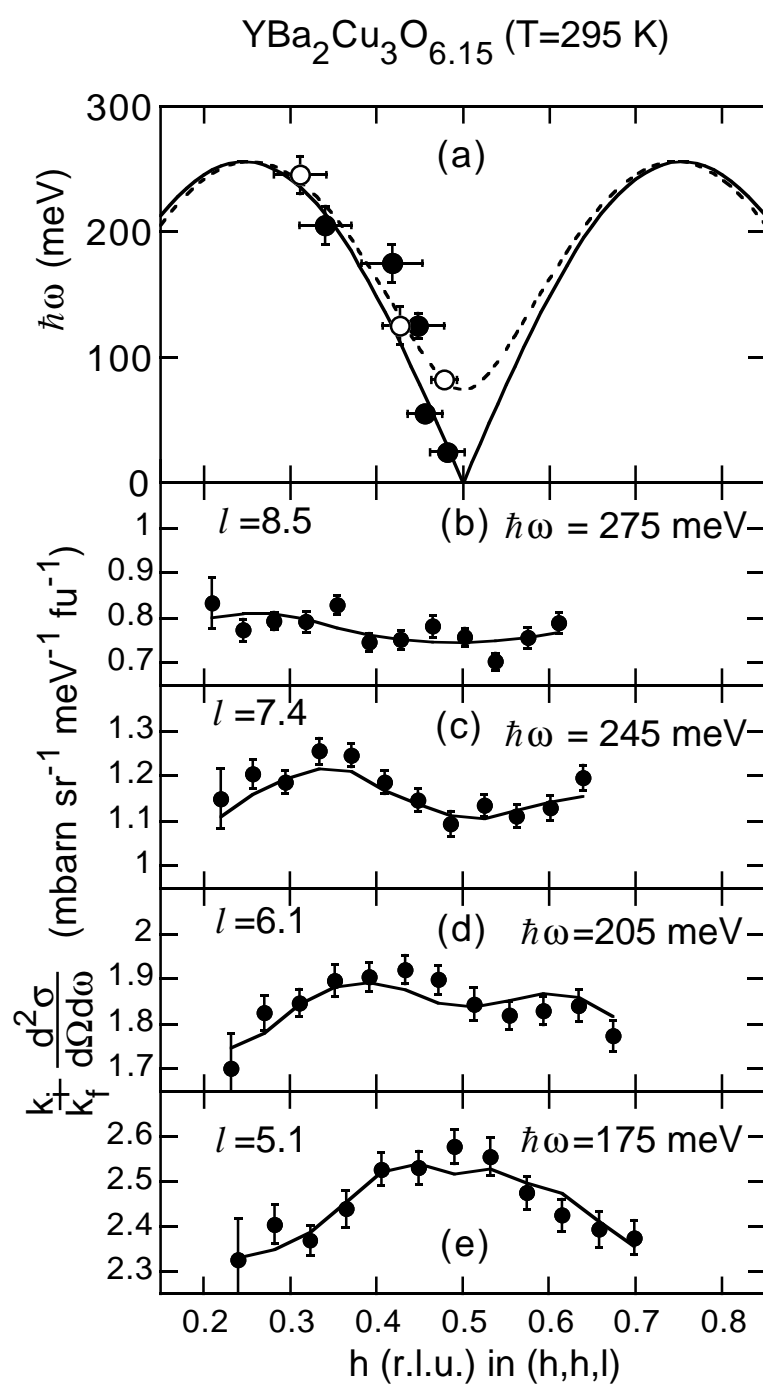 YBa₂Cu₃O₆.₁₅ (T=295 K)
300
(a)
200
ħω (meV)
100
0
l =8.5
(b)
ħω = 275 meV
1
0.9
0.8
0.7
l =7.4
(c)
ħω = 245 meV
1.3
1.2
1.1
1
l =6.1
(d)
ħω=205 meV
2
1.9
1.8
1.7
l =5.1
ħω=175 meV
2.6
2.5
2.4
2.3
(e)
kᵢ/k_f d²σ/dΩdω (mbarn sr⁻¹ meV⁻¹ fu⁻¹)
0.2 0.3 0.4 0.5 0.6 0.7 0.8
h (r.l.u.) in (h,h,l)